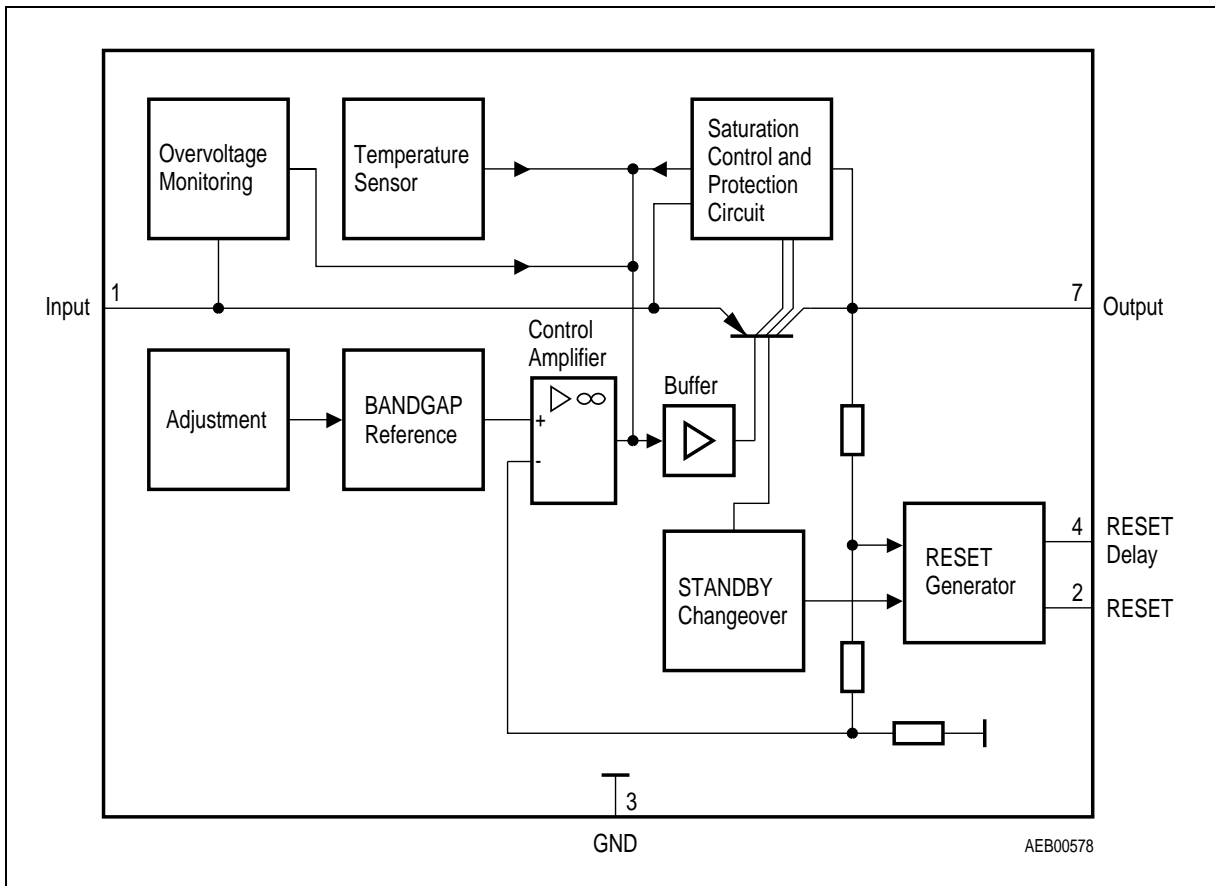 Overvoltage
Monitoring
Temperature
Sensor
Saturation
Control and
Protection
Circuit
Input
1
7
Output
Control
Amplifier
Buffer
Adjustment
BANDGAP
Reference
+
-
▷ ∞
▷
STANDBY
Changeover
RESET
Generator
4
RESET
Delay
2
RESET
3
GND
AEB00578